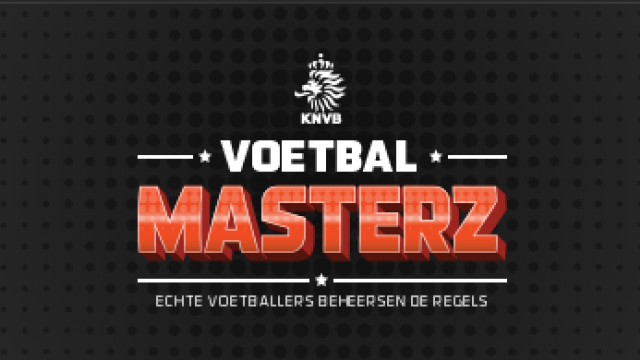 KNVB
VOETBAL
MASTERZ
ECHTE VOETBALLERS BEHEERSEN DE REGELS